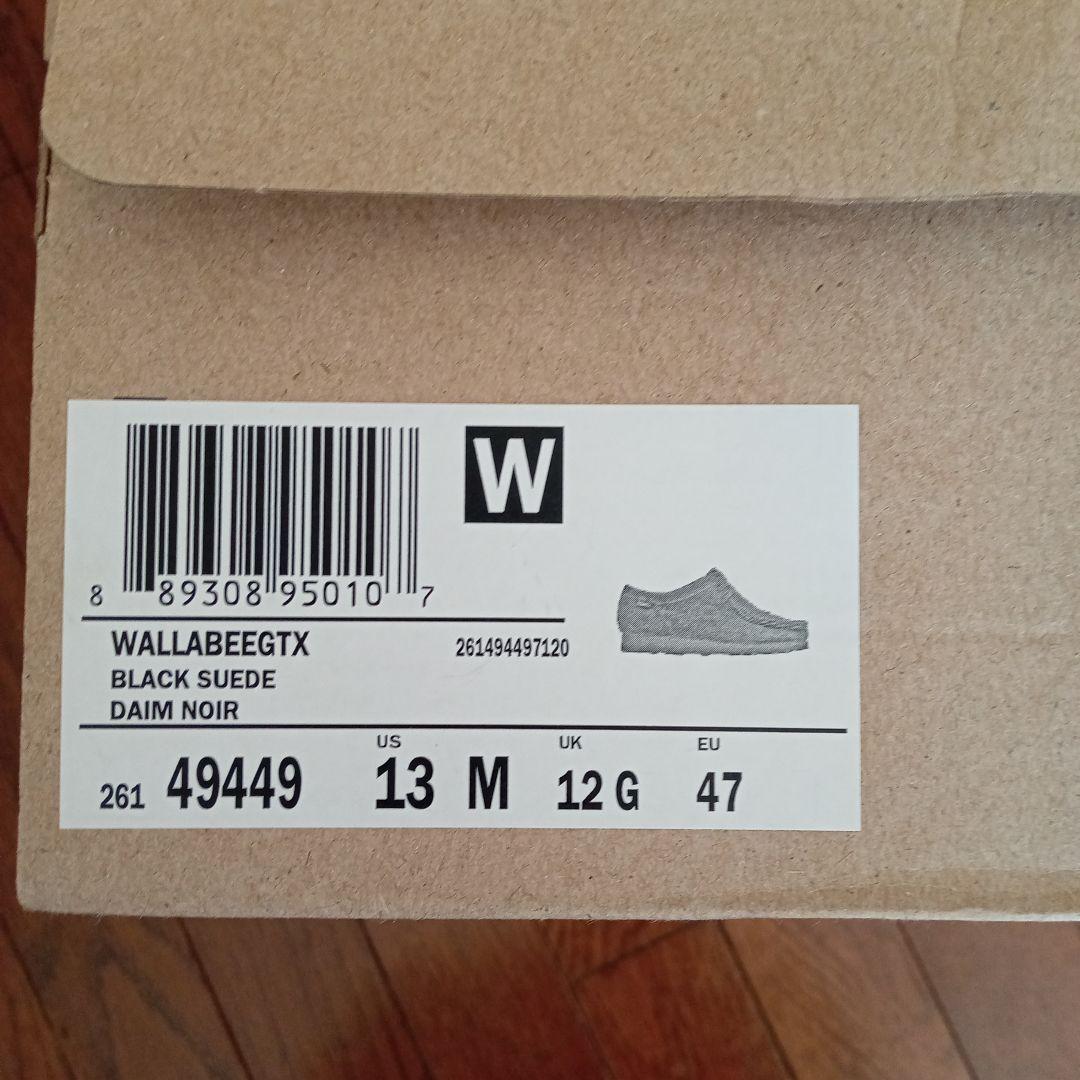 W
8 89308 95010 7
WALLABEEGTX 261494497120
BLACK SUEDE
DAIM NOIR
US UK EU
261 49449 13 M 12 G 47